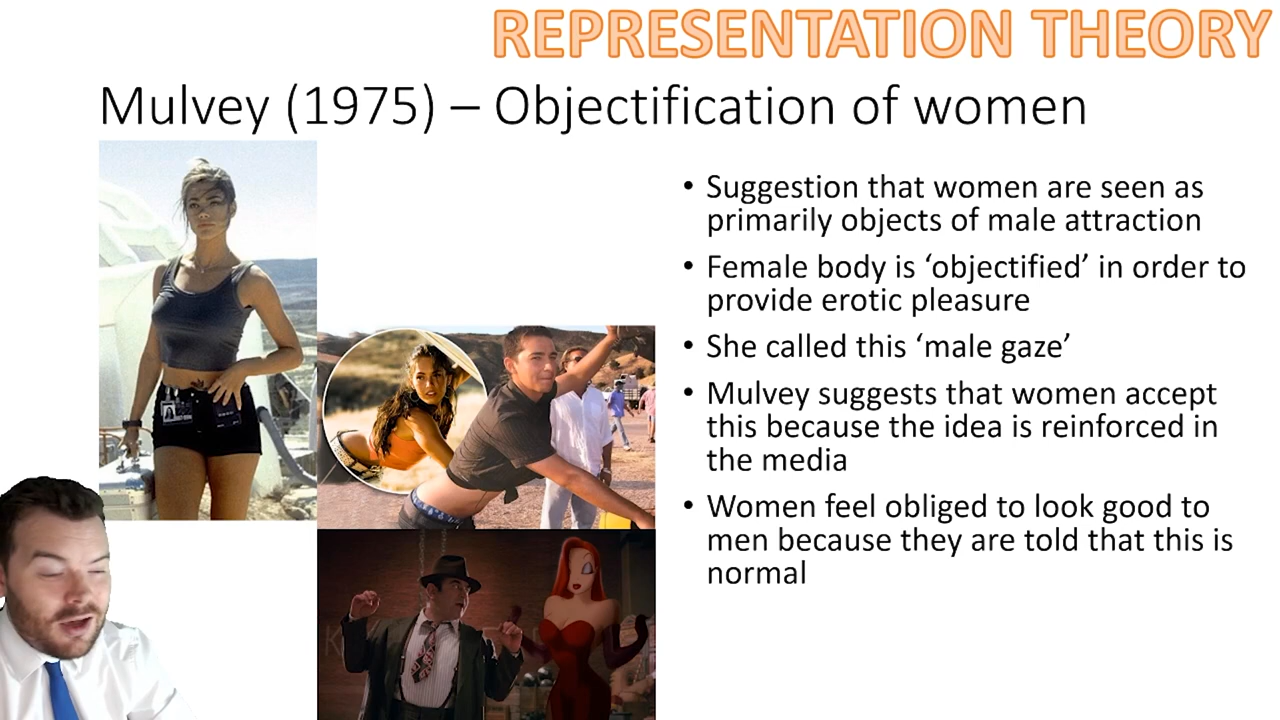 REPRESENTATION THEORY
Mulvey (1975) – Objectification of women
• Suggestion that women are seen as
primarily objects of male attraction
• Female body is ‘objectified’ in order to
provide erotic pleasure
• She called this ‘male gaze’
• Mulvey suggests that women accept
this because the idea is reinforced in
the media
• Women feel obliged to look good to
men because they are told that this is
normal